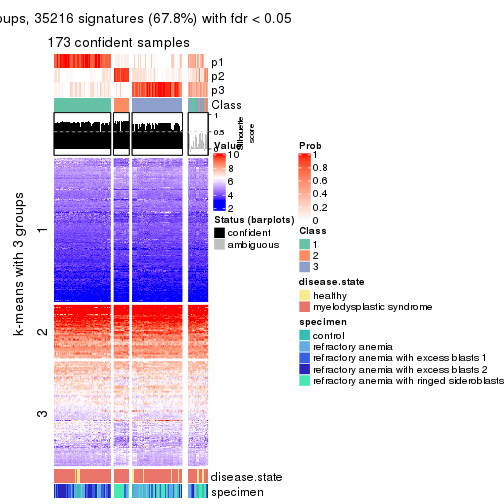 oups, 35216 signatures (67.8%) with fdr < 0.05
173 confident samples
p1
p2
p3
Class
1
0.5
0
Silhouette
score
k-means with 3 groups
1
2
3
disease.state
specimen
Value
10
8
6
4
2
Status (barplots)
confident
ambiguous
Prob
1
0.8
0.6
0.4
0.2
0
Class
1
2
3
disease.state
healthy
myelodysplastic syndrome
specimen
control
refractory anemia
refractory anemia with excess blasts 1
refractory anemia with excess blasts 2
refractory anemia with ringed sideroblasts